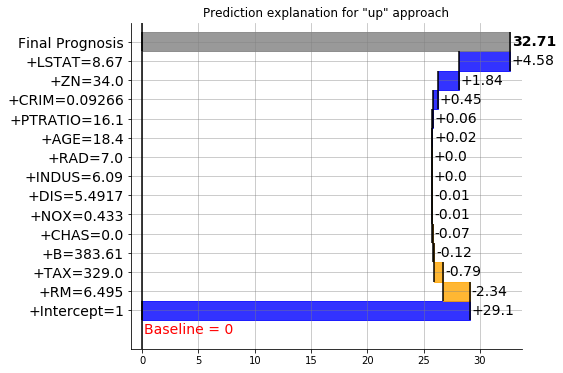 Prediction explanation for "up" approach
Final Prognosis 32.71
+LSTAT=8.67 +4.58
+ZN=34.0 +1.84
+CRIM=0.09266 +0.45
+PTRATIO=16.1 +0.06
+AGE=18.4 +0.02
+RAD=7.0 +0.0
+INDUS=6.09 +0.0
+DIS=5.4917 -0.01
+NOX=0.433 -0.01
+CHAS=0.0 -0.07
+B=383.61 -0.12
+TAX=329.0 -0.79
+RM=6.495 -2.34
+Intercept=1 +29.1
Baseline = 0
0 5 10 15 20 25 30